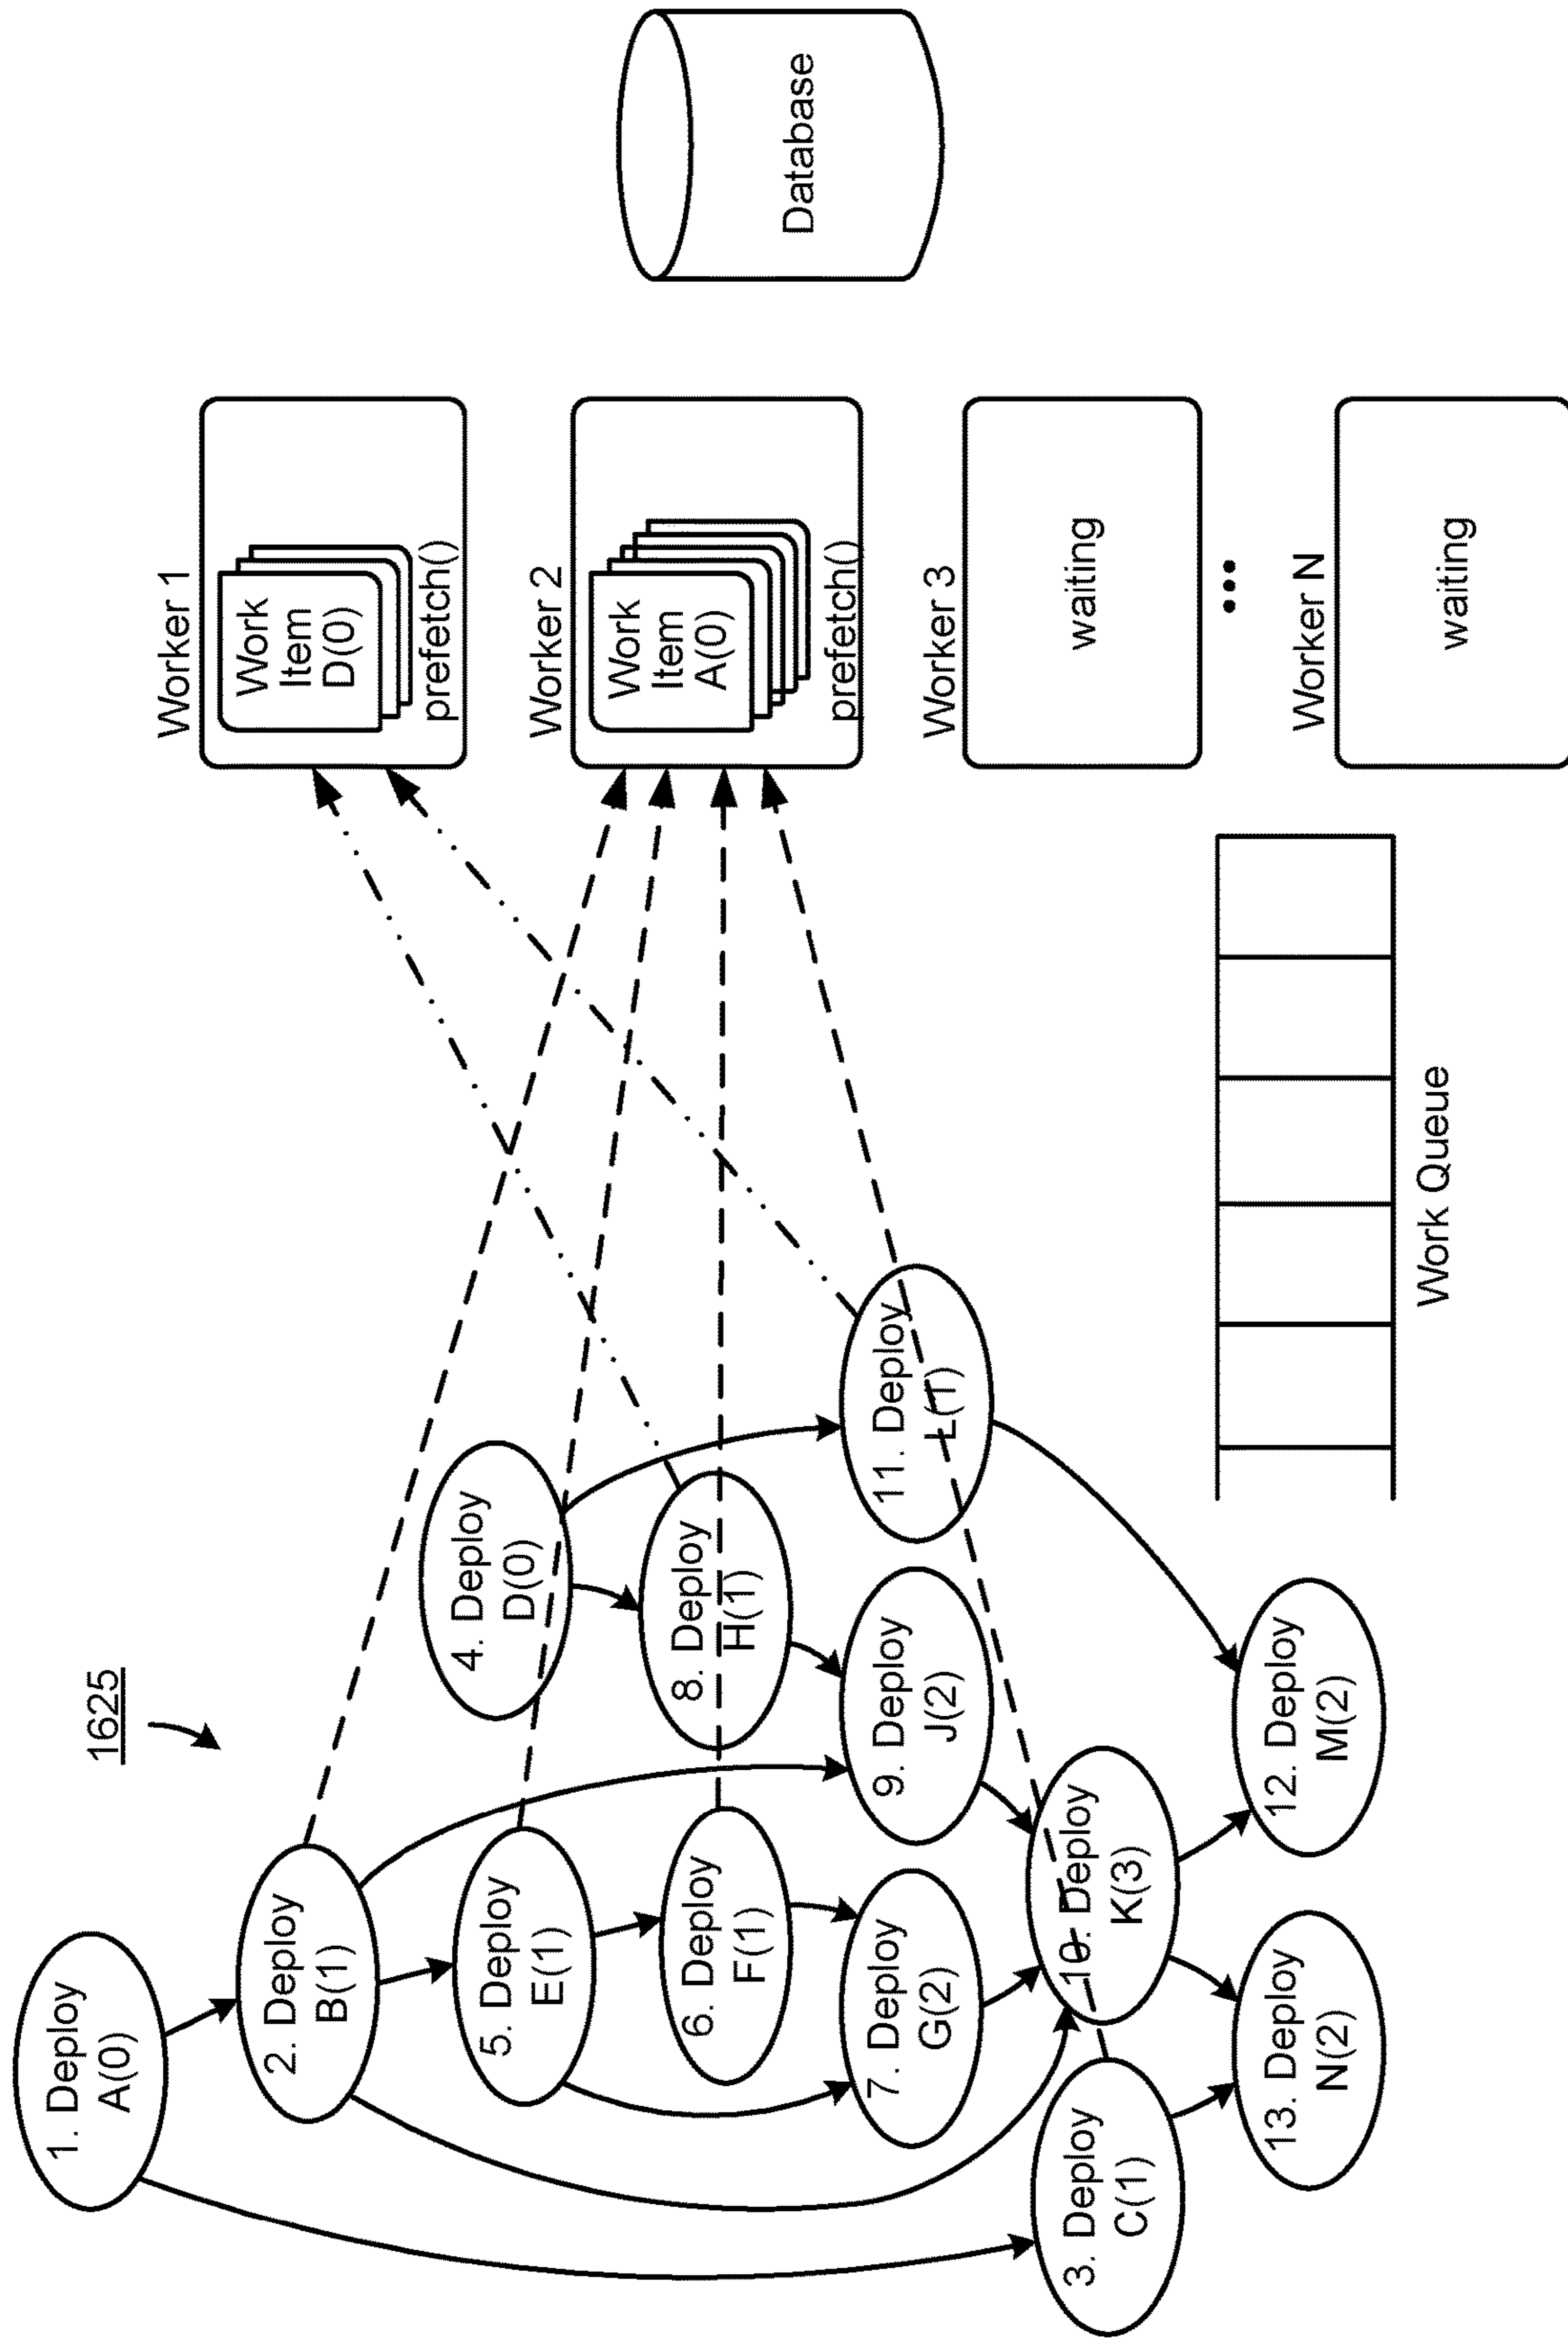 1625
1. Deploy
A(0)
2. Deploy
B(1)
5. Deploy
E(1)
6. Deploy
F(1)
7. Deploy
G(2)
3. Deploy
C(1)
13. Deploy
N(2)
4. Deploy
D(0)
8. Deploy
H(1)
9. Deploy
J(2)
10. Deploy
K(3)
11. Deploy
L(1)
12. Deploy
M(2)
Work Queue
Worker 1
Work
Item
D(0)
prefetch()
Worker 2
Work
Item
A(0)
prefetch()
Worker 3
waiting
Worker N
waiting
Database